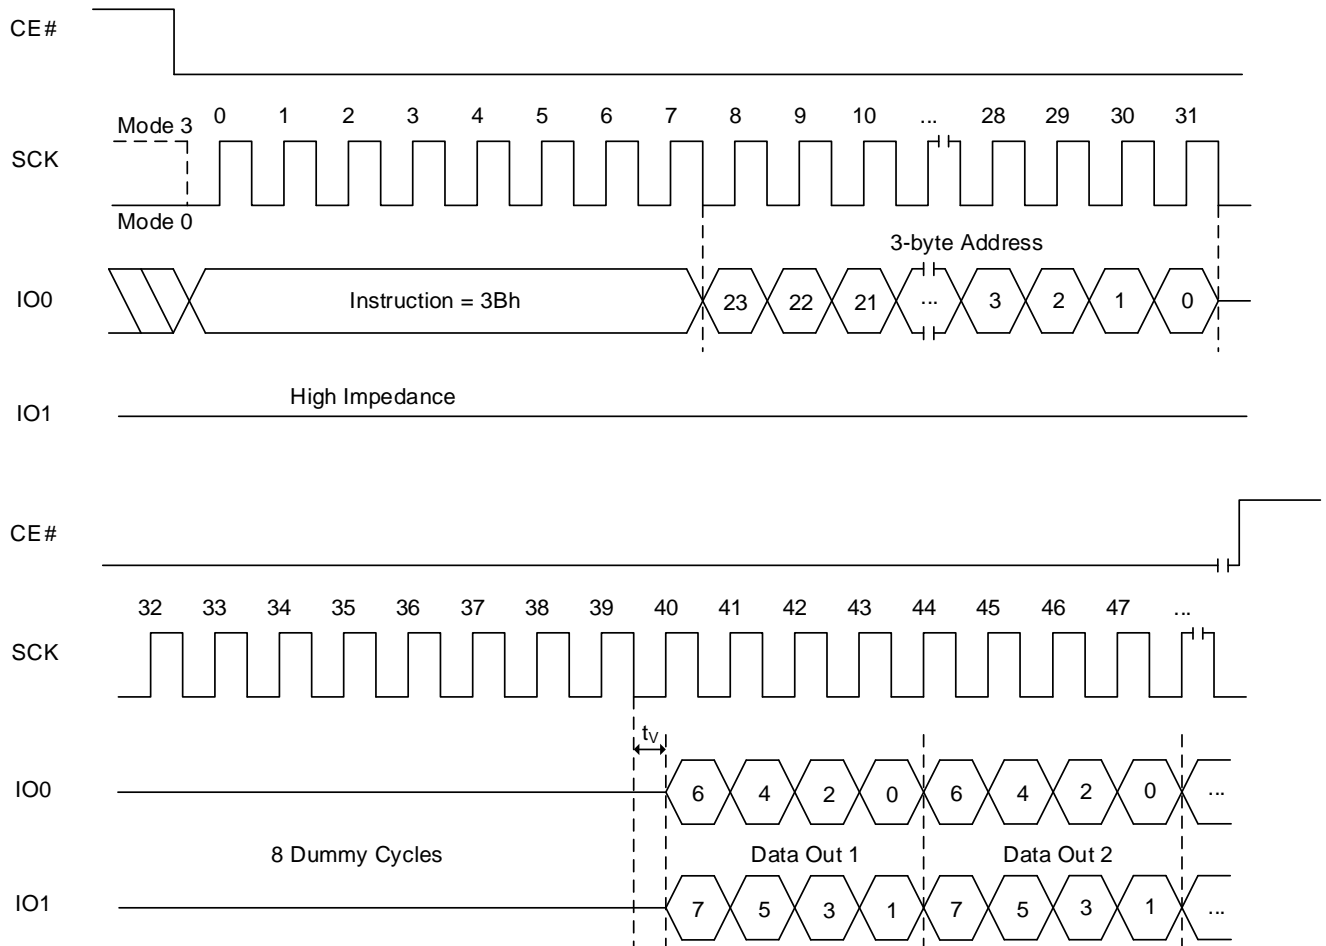 CE#
0 1 2 3 4 5 6 7 8 9 10 ... 28 29 30 31
Mode 3
SCK
Mode 0
3-byte Address
IO0 Instruction = 3Bh 23 22 21 ... 3 2 1 0
High Impedance
IO1
CE#
32 33 34 35 36 37 38 39 40 41 42 43 44 45 46 47 ...
SCK
tV
IO0 6 4 2 0 6 4 2 0 ...
8 Dummy Cycles Data Out 1 Data Out 2
IO1 7 5 3 1 7 5 3 1 ...